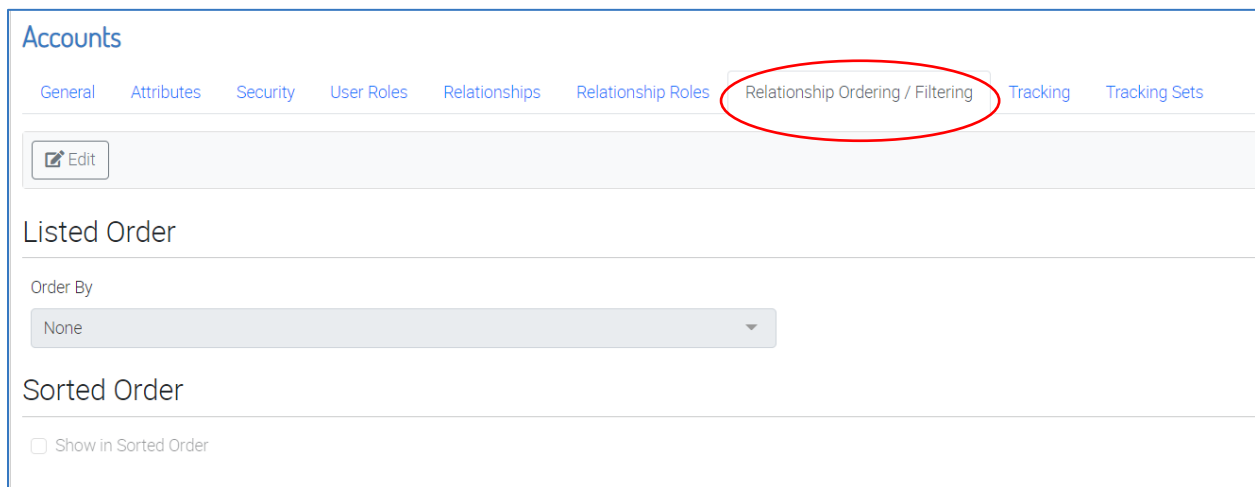 Accounts
General Attributes Security User Roles Relationships Relationship Roles Relationship Ordering / Filtering Tracking Tracking Sets
Edit
Listed Order
Order By
None
Sorted Order
Show in Sorted Order